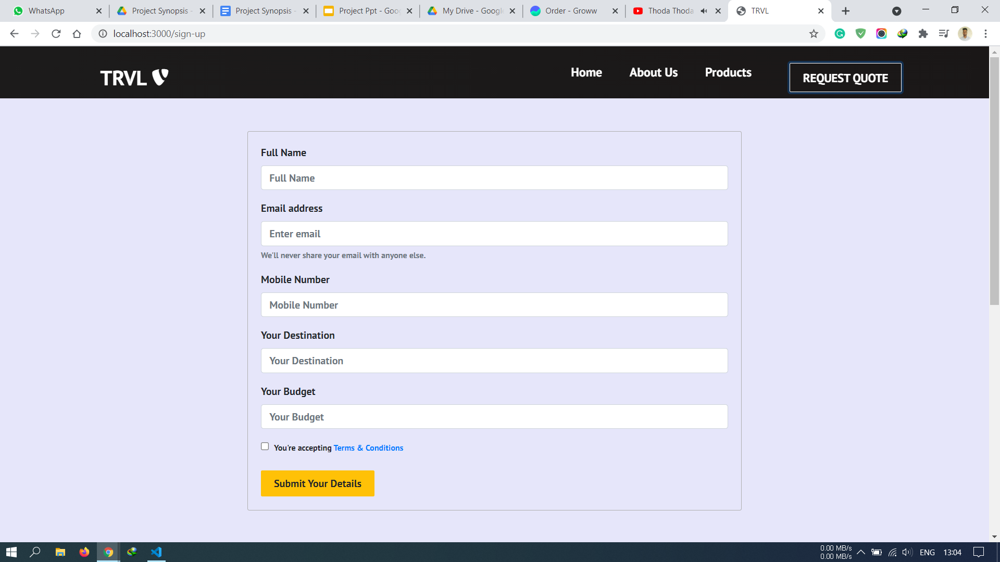 WhatsApp
Project Synopsis -
Project Synopsis -
Project Ppt - Goo
My Drive - Google
Order - Groww
Thoda Thoda
TRVL
localhost:3000/sign-up
TRVL
Home
About Us
Products
REQUEST QUOTE
Full Name
Full Name
Email address
Enter email
We'll never share your email with anyone else.
Mobile Number
Mobile Number
Your Destination
Your Destination
Your Budget
Your Budget
You're accepting Terms & Conditions
Submit Your Details
0.00 MB/s
0.00 MB/s
ENG
13:04